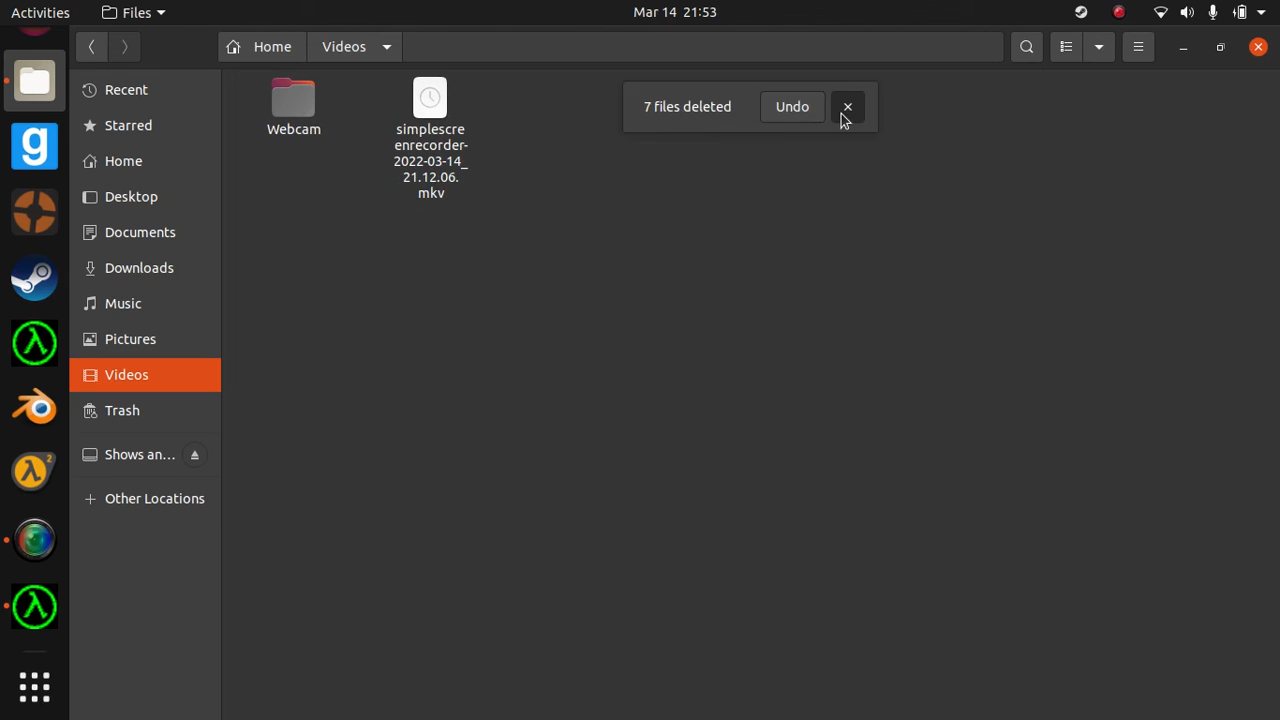 Activities
Files
Mar 14 21:53
Home
Videos
Recent
Starred
Home
Desktop
Documents
Downloads
Music
Pictures
Videos
Trash
Shows an...
Other Locations
Webcam
simplescre
enrecorder-
2022-03-14_
21.12.06.
mkv
7 files deleted
Undo